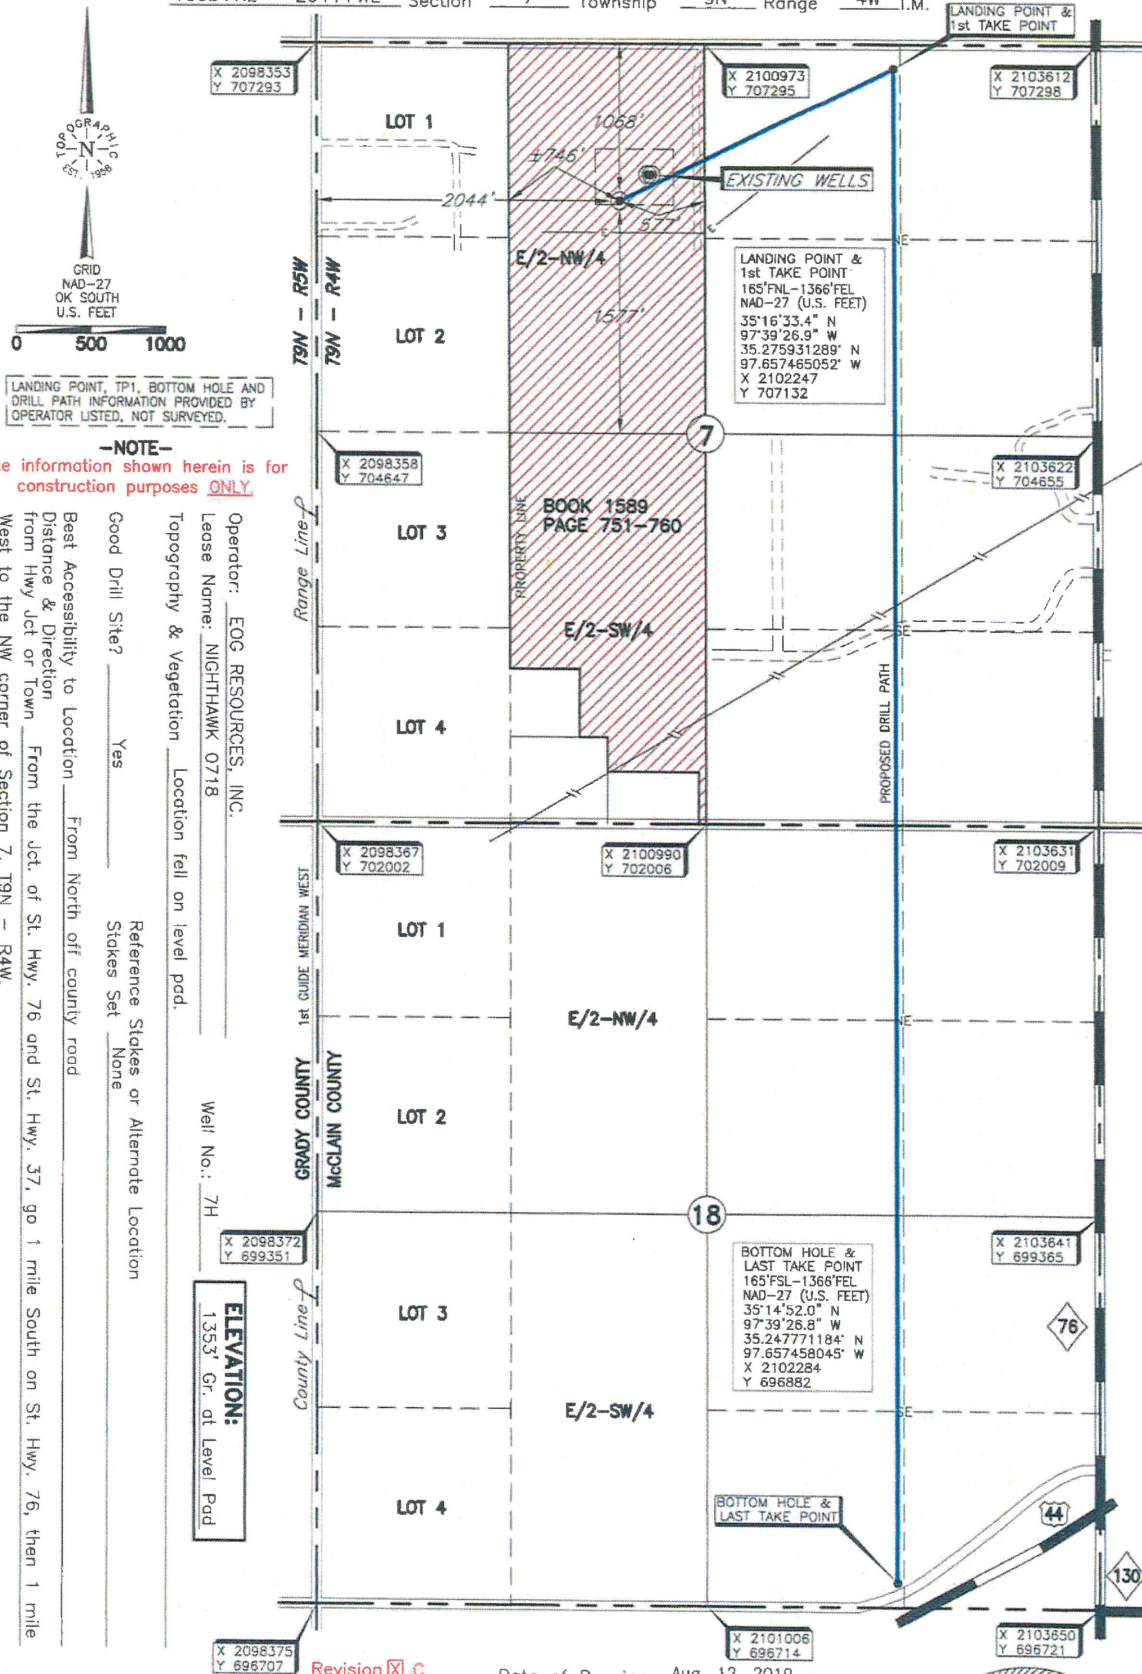 Section 7 Township 9N Range 4W I.M.
LANDING POINT &
1st TAKE POINT
X 2098353
Y 707293
X 2100973
Y 707295
X 2103612
Y 707298
TOPOGRAPHIC
N
EST. 1958
GRID
NAD-27
OK SOUTH
U.S. FEET
0 500 1000
LANDING POINT, TP1, BOTTOM HOLE AND
DRILL PATH INFORMATION PROVIDED BY
OPERATOR LISTED, NOT SURVEYED.
-NOTE-
information shown herein is for
construction purposes ONLY.
LOT 1
1068'
±746'
2044'
577'
EXISTING WELLS
E
E
E/2-NW/4
NE
1577'
T9N - R5W
T9N - R4W
LOT 2
LANDING POINT &
1st TAKE POINT
165'FNL-1366'FEL
NAD-27 (U.S. FEET)
35°16'33.4" N
97°39'26.9" W
35.275931289° N
97.657465052° W
X 2102247
Y 707132
7
X 2098358
Y 704647
X 2103622
Y 704655
PROPERTY LINE
BOOK 1589
PAGE 751-760
LOT 3
Range Line
E/2-SW/4
SE
LOT 4
PROPOSED DRILL PATH
X 2098367
Y 702002
X 2100990
Y 702006
X 2103631
Y 702009
Operator: EOG RESOURCES, INC.
Lease Name: NIGHTHAWK 0718 Well No.: 7H
Topography & Vegetation Location fell on level pad.
Good Drill Site? Yes
Reference Stakes or Alternate Location
Stakes Set None
Best Accessibility to Location From North off county road
Distance & Direction
from Hwy Jct or Town From the Jct. of St. Hwy. 76 and St. Hwy. 37, go 1 mile South on St. Hwy. 76, then 1 mile
West to the NW corner of Section 7, T9N - R4W.
ELEVATION:
1353' Gr. at Level Pad
1st GUIDE MERIDIAN WEST
LOT 1
E/2-NW/4
NE
GRADY COUNTY
McCLAIN COUNTY
LOT 2
18
X 2098372
Y 699351
X 2103641
Y 699365
BOTTOM HOLE &
LAST TAKE POINT
165'FSL-1366'FEL
NAD-27 (U.S. FEET)
35°14'52.0" N
97°39'26.8" W
35.247771184° N
97.657458045° W
X 2102284
Y 696882
76
County Line
LOT 3
E/2-SW/4
SE
LOT 4
BOTTOM HOLE &
LAST TAKE POINT
44
130
X 2098375
Y 696707
X 2101006
Y 696714
X 2103650
Y 696721
Revision X C